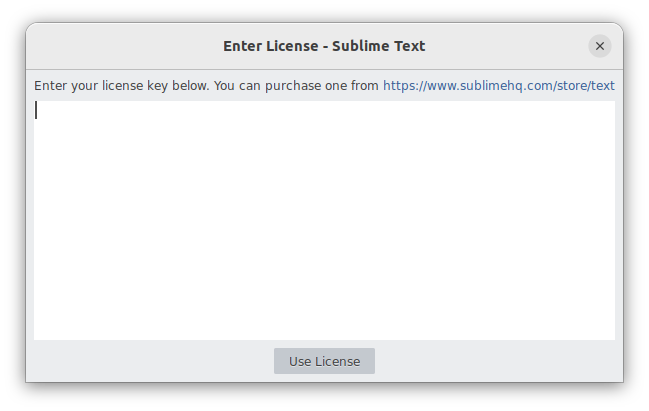 Enter License - Sublime Text
Enter your license key below. You can purchase one from https://www.sublimehq.com/store/text
Use License